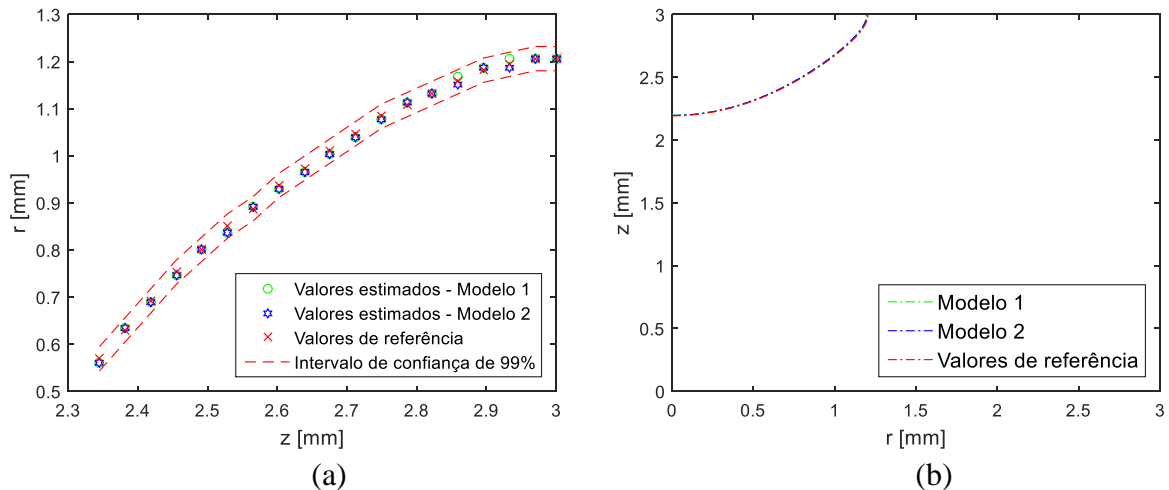 1.3
1.2
1.1
1
0.9
0.8
0.7
0.6
0.5
r [mm]
2.3
2.4
2.5
2.6
2.7
2.8
2.9
3
z [mm]
Valores estimados - Modelo 1
Valores estimados - Modelo 2
Valores de referência
Intervalo de confiança de 99%
(a)
3
2.5
2
1.5
1
0.5
0
z [mm]
0
0.5
1
1.5
2
2.5
3
r [mm]
Modelo 1
Modelo 2
Valores de referência
(b)